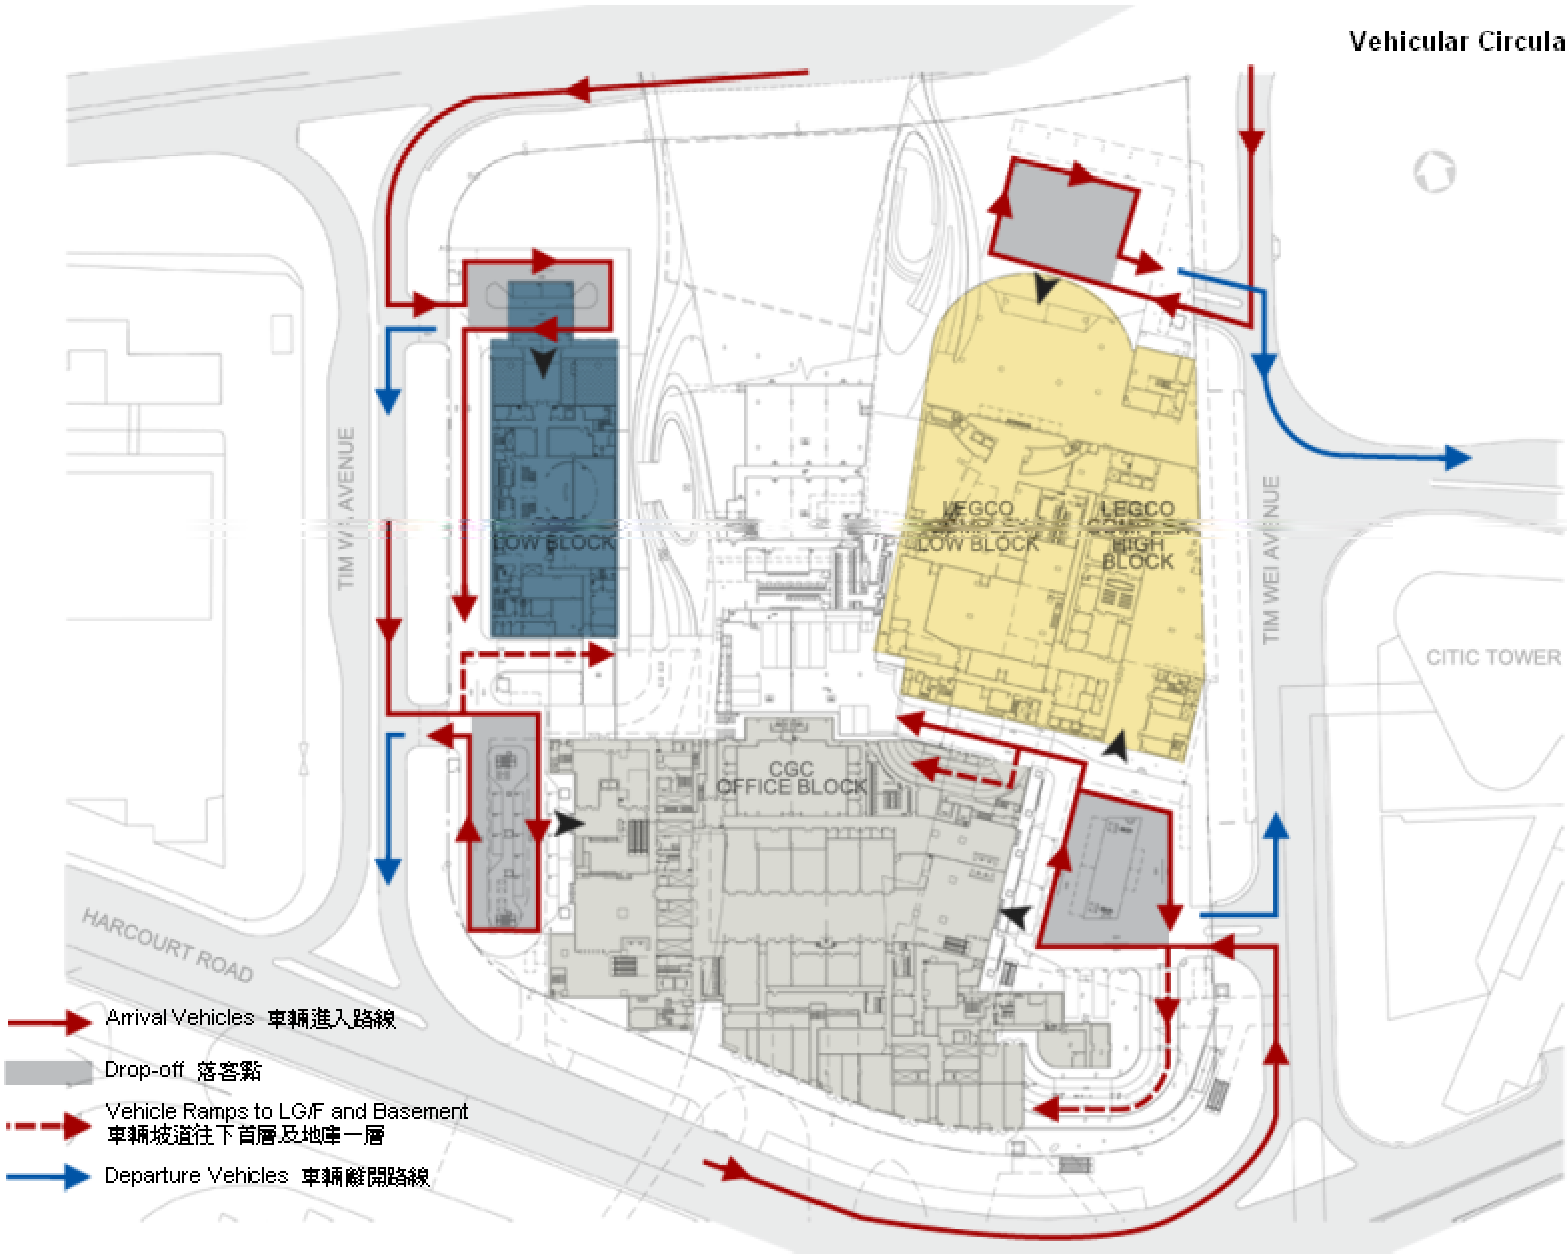 Vehicular Circula
TIM WA AVENUE
LOW BLOCK
LEGCO
COMPLEX
LOW BLOCK
LEGCO
COMPLEX
HIGH
BLOCK
TIM WEI AVENUE
CITIC TOWER
CGC
OFFICE BLOCK
HARCOURT ROAD
Arrival Vehicles 車輛進入路線
Drop-off 落客點
Vehicle Ramps to LG/F and Basement
車輛坡道往下首層及地庫一層
Departure Vehicles 車輛離開路線